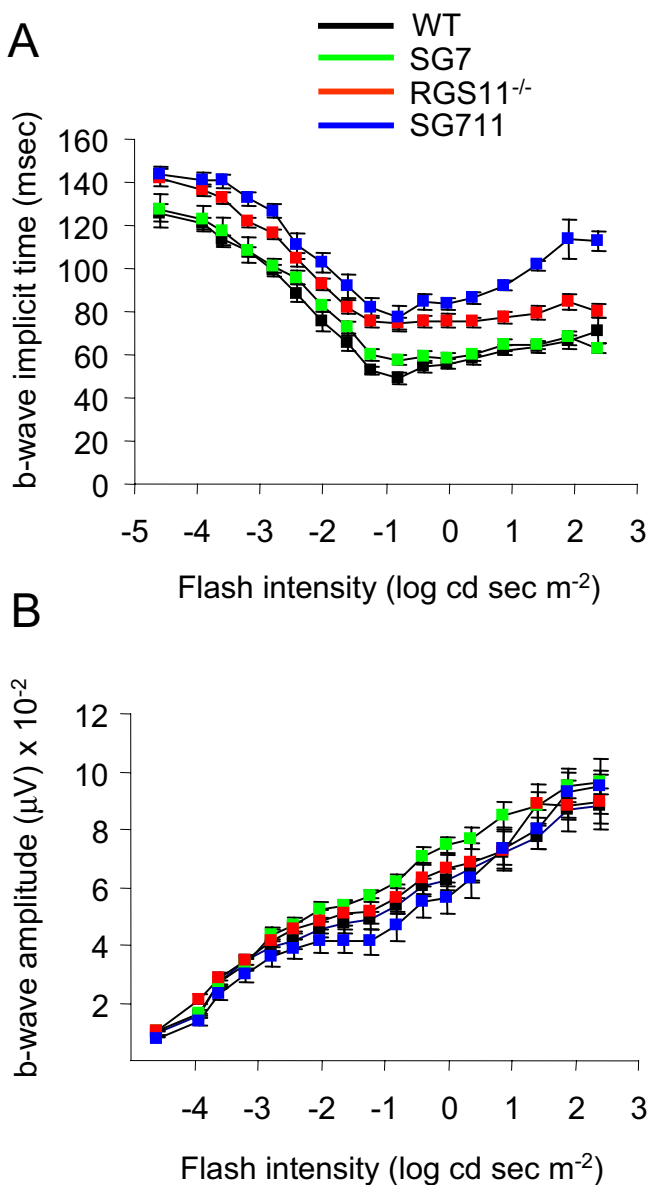 A
WT
SG7
RGS11-/-
SG711
160
140
120
100
80
60
40
20
0
b-wave implicit time (msec)
-5 -4 -3 -2 -1 0 1 2 3
Flash intensity (log cd sec m-2)
B
12
10
8
6
4
2
b-wave amplitude (µV) x 10-2
-4 -3 -2 -1 0 1 2 3
Flash intensity (log cd sec m-2)